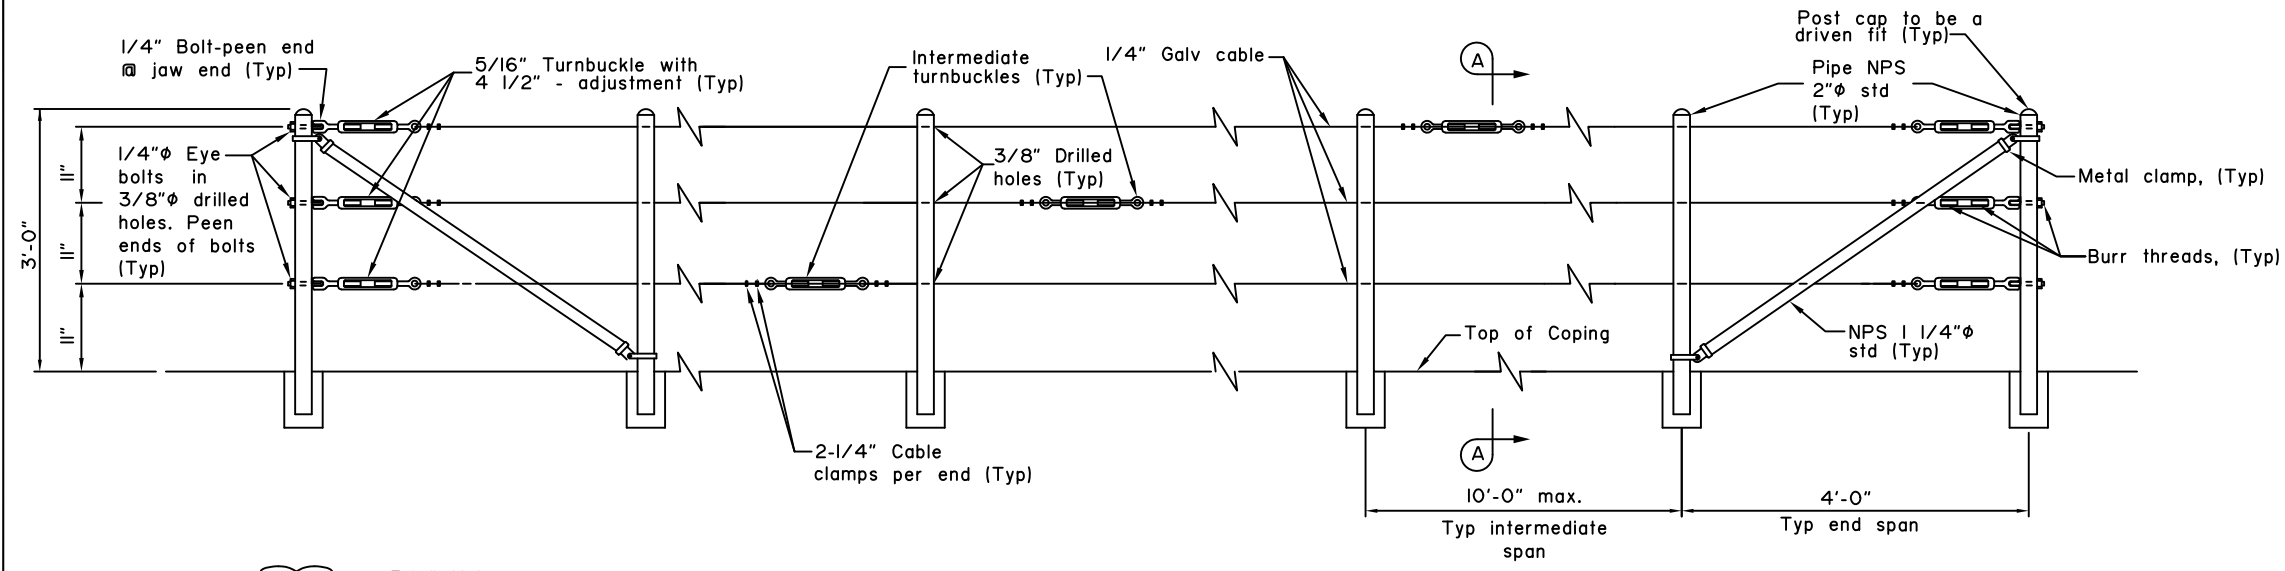 1/4" Bolt-peen end
@ jaw end (Typ)
5/16" Turnbuckle with
4 1/2" - adjustment (Typ)
Intermediate
turnbuckles (Typ)
1/4" Galv cable
A
Post cap to be a
driven fit (Typ)
Pipe NPS
2"φ std
(Typ)
1/4"φ Eye
bolts in
3/8"φ drilled
holes. Peen
ends of bolts
(Typ)
3'-0"
11"
11"
11"
3/8" Drilled
holes (Typ)
Metal clamp, (Typ)
Burr threads, (Typ)
Top of Coping
NPS 1 1/4"φ
std (Typ)
2-1/4" Cable
clamps per end (Typ)
A
10'-0" max.
Typ intermediate
span
4'-0"
Typ end span